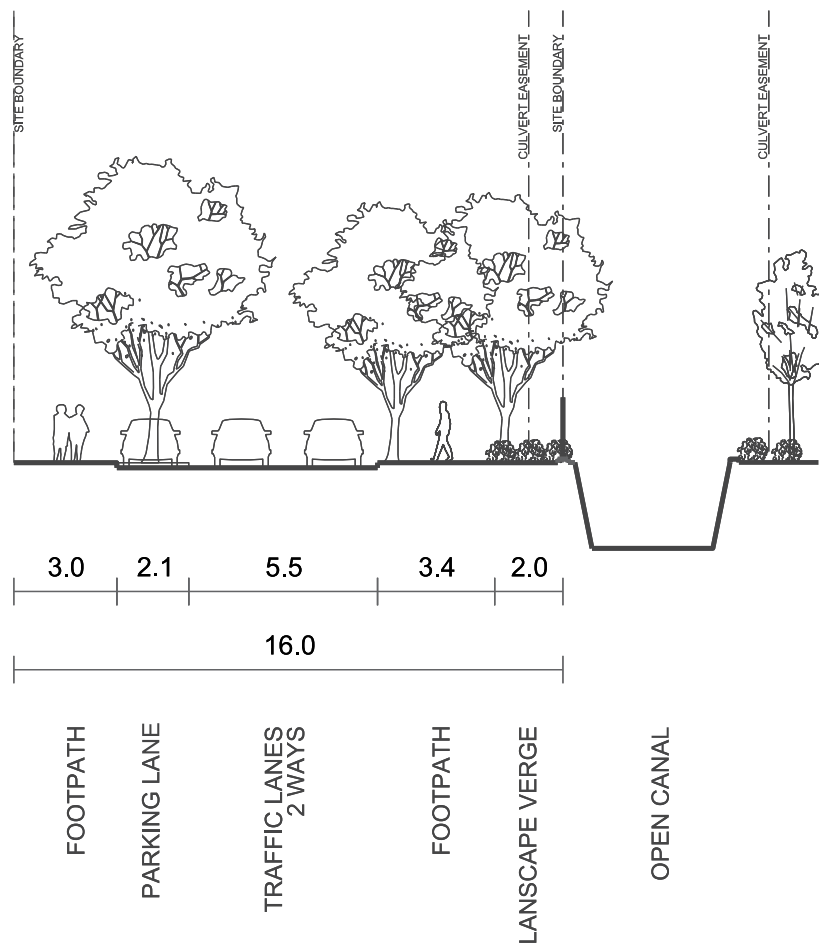 SITE BOUNDARY
CULVERT EASEMENT
SITE BOUNDARY
CULVERT EASEMENT
3.0
2.1
5.5
3.4
2.0
16.0
FOOTPATH
PARKING LANE
TRAFFIC LANES
2 WAYS
FOOTPATH
LANSCAPE VERGE
OPEN CANAL